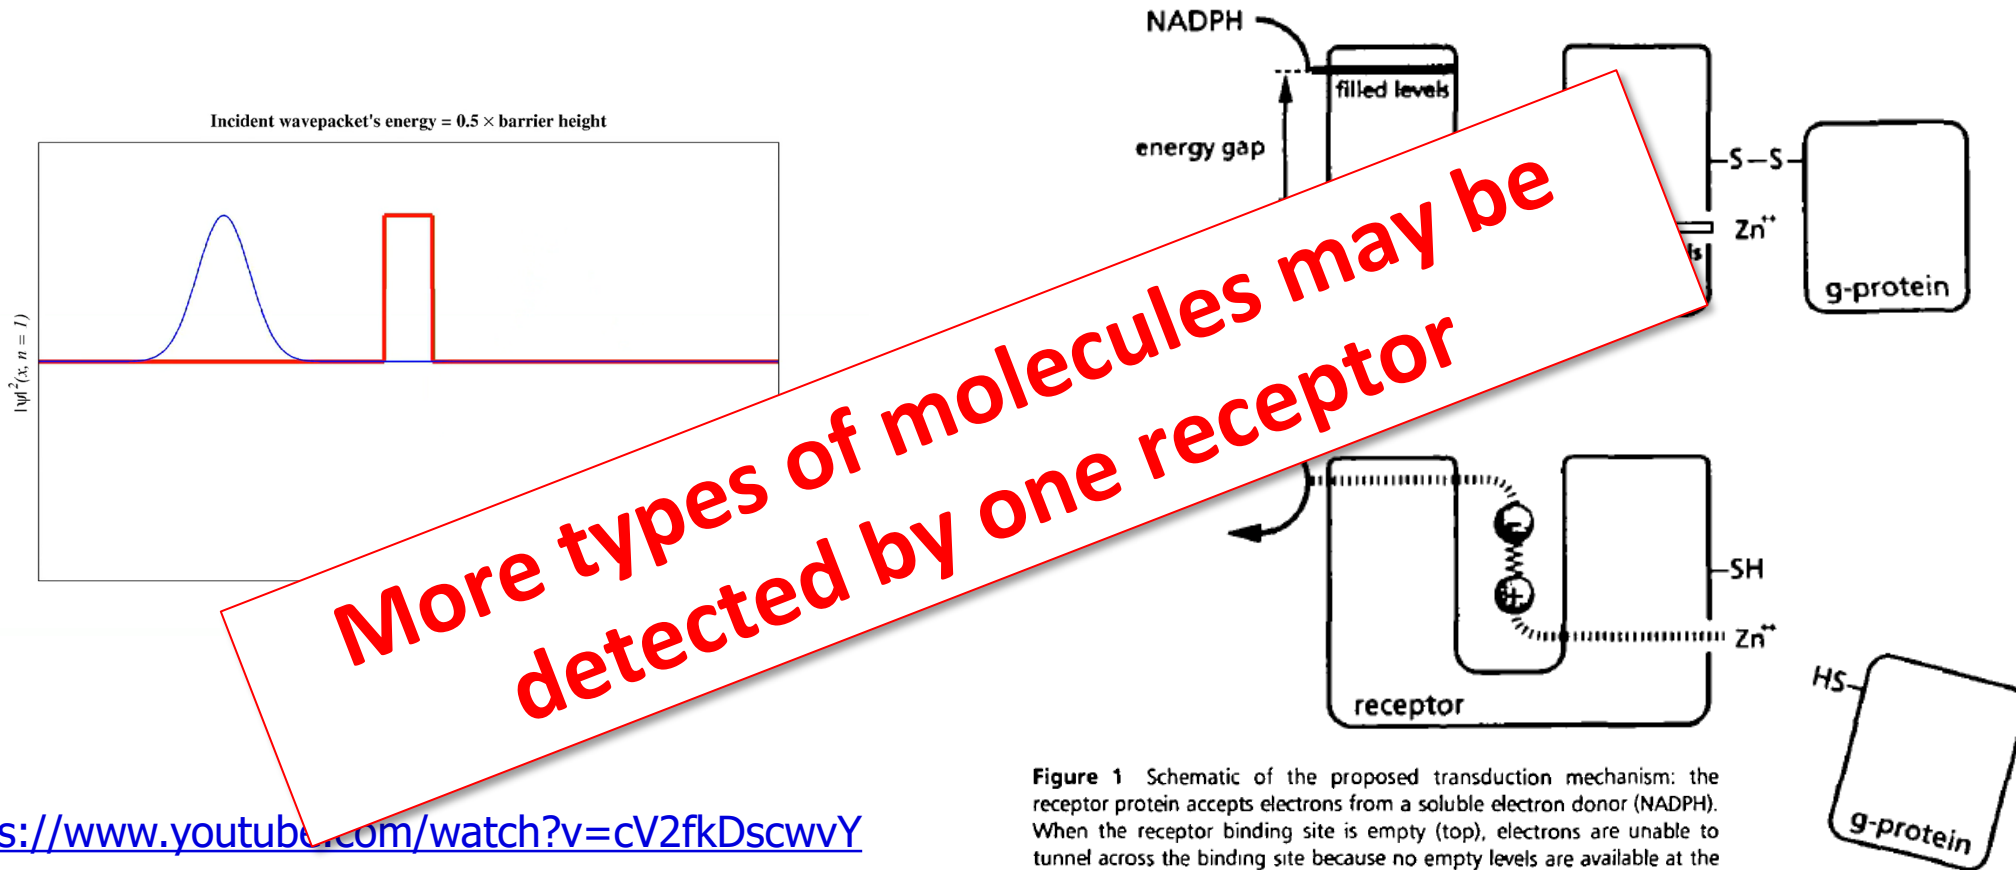 Incident wavepacket's energy = 0.5 × barrier height
|ψ|²(x, n = 1)
NADPH
filled levels
energy gap
S—S
Zn⁺⁺
ls
g-protein
More types of molecules may be
detected by one receptor
SH
Zn⁺⁺
receptor
HS
g-protein
Figure 1 Schematic of the proposed transduction mechanism: the
receptor protein accepts electrons from a soluble electron donor (NADPH).
When the receptor binding site is empty (top), electrons are unable to
tunnel across the binding site because no empty levels are available at the
s://www.youtube.com/watch?v=cV2fkDscwvY